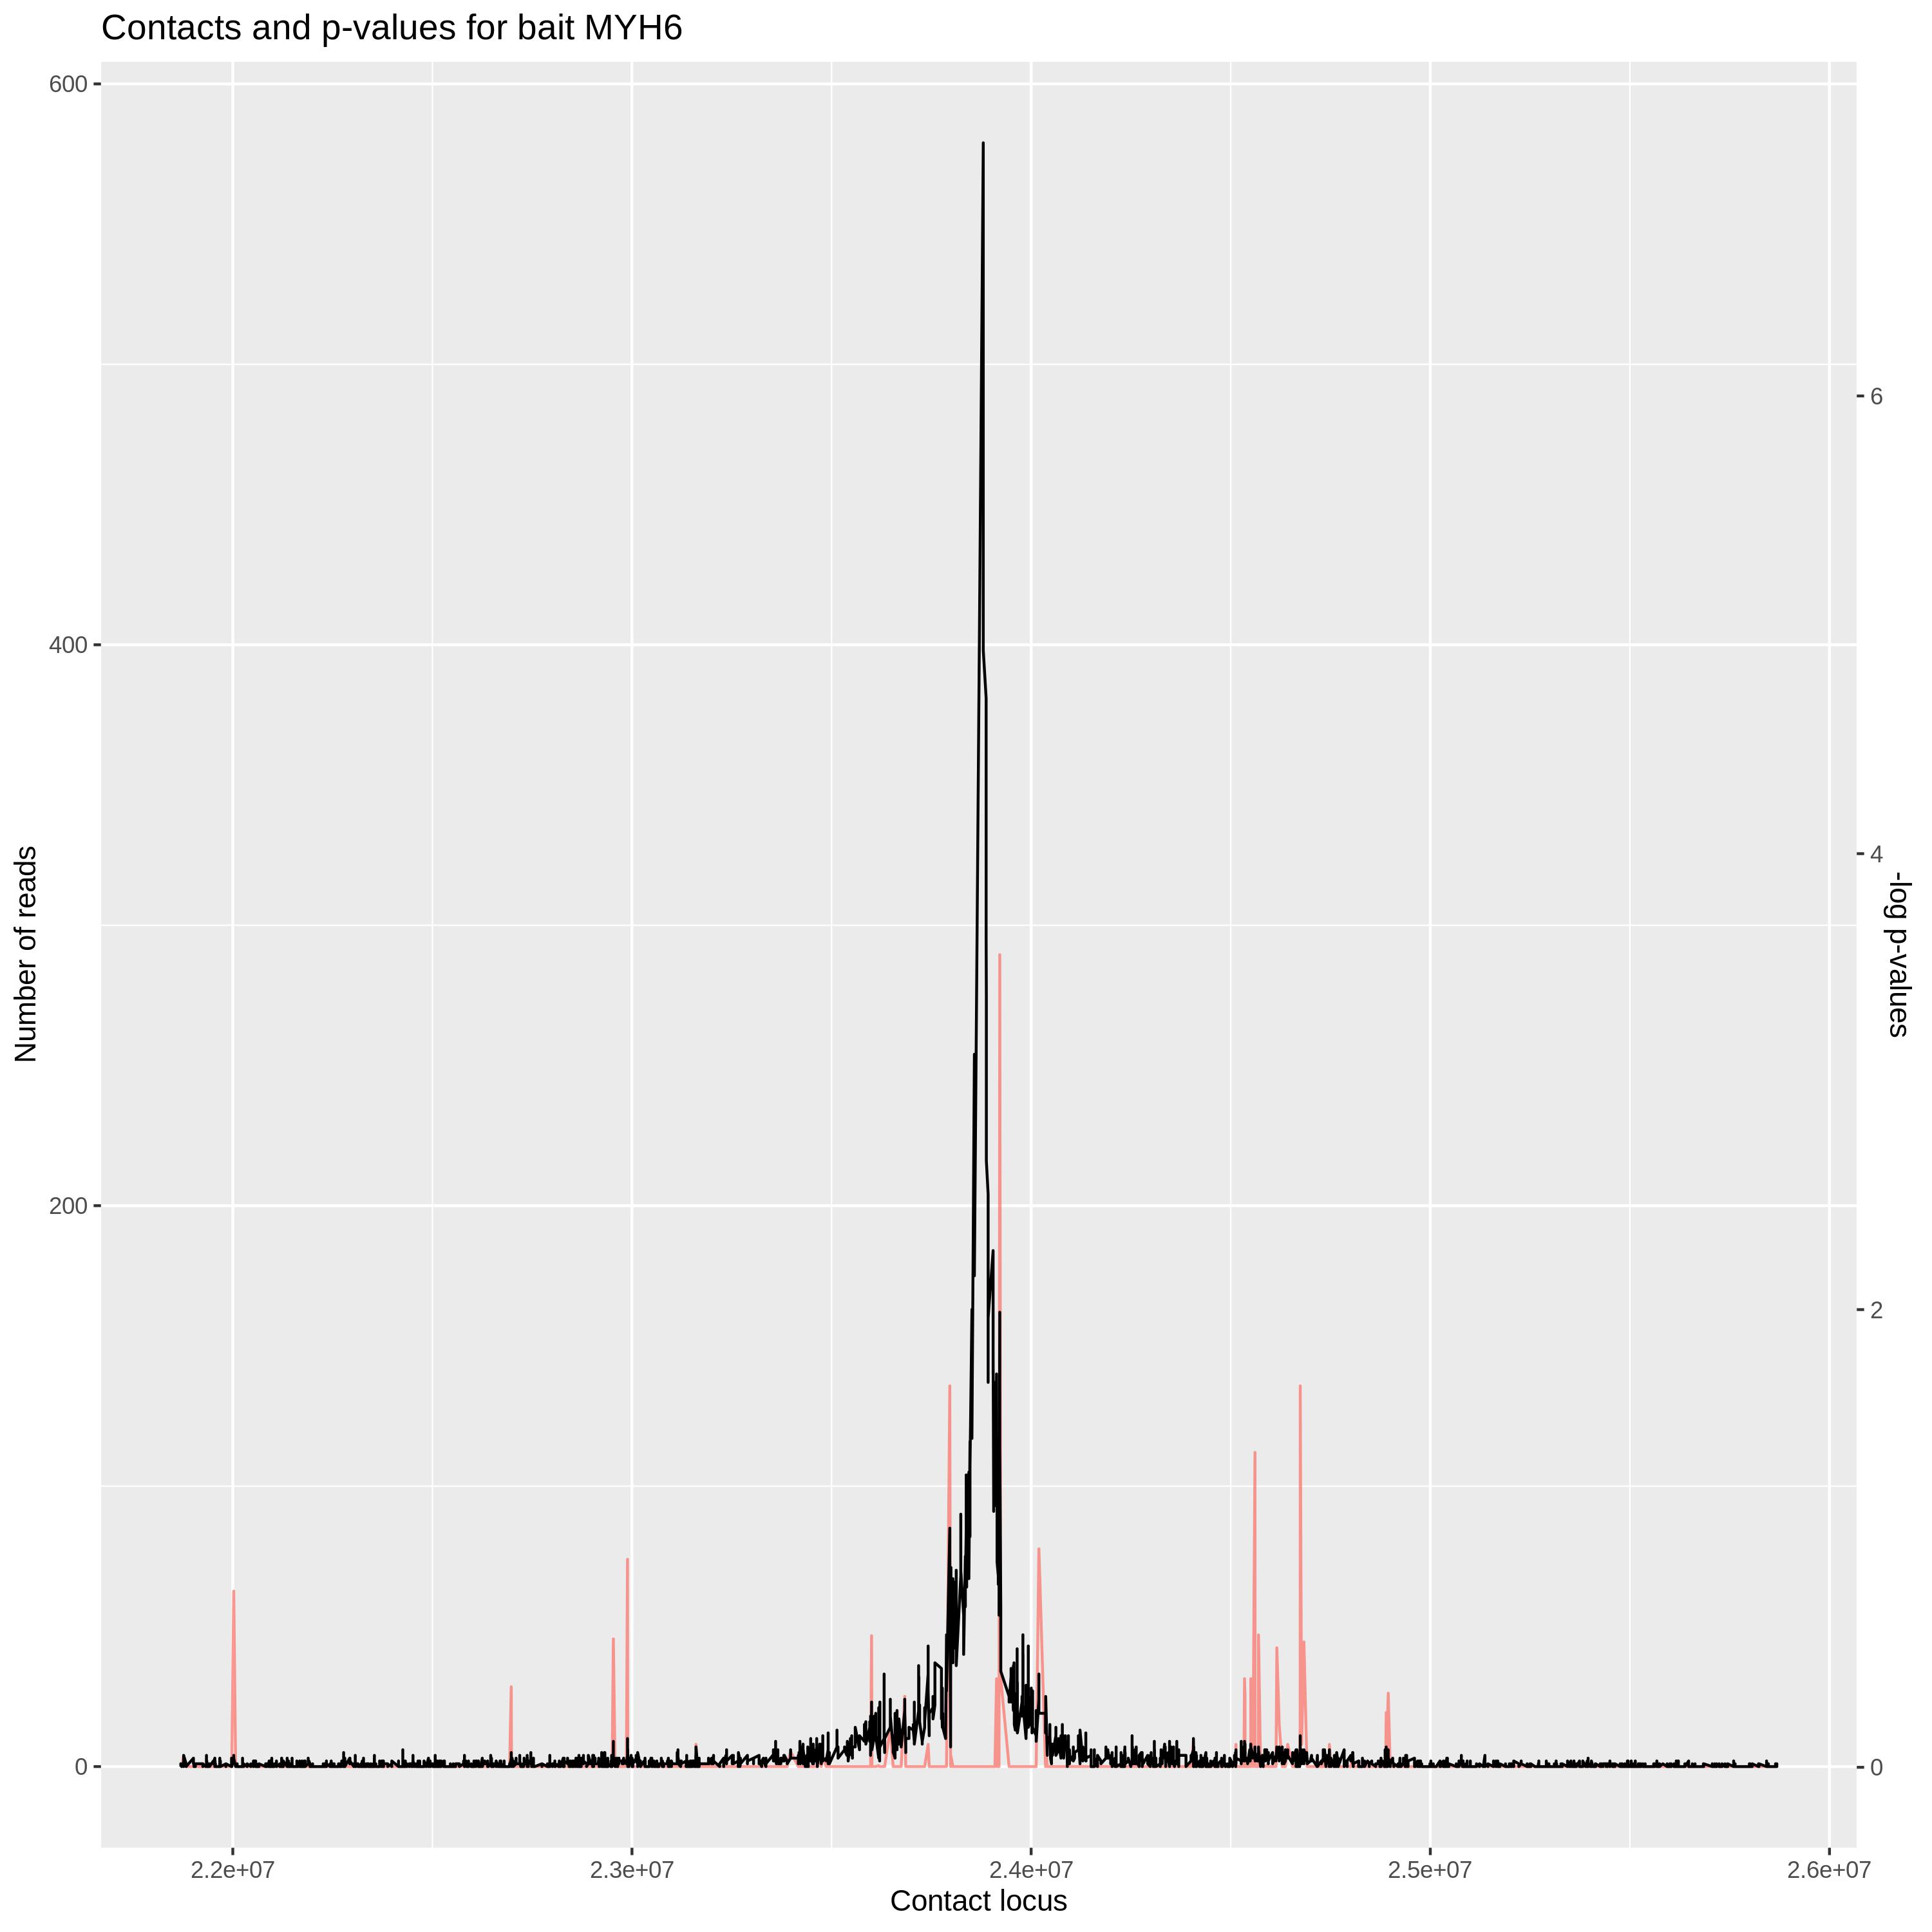 Contacts and p-values for bait MYH6
600
400
200
0
Number of reads
6
4
2
0
-log p-values
2.2e+07
2.3e+07
2.4e+07
2.5e+07
2.6e+07
Contact locus